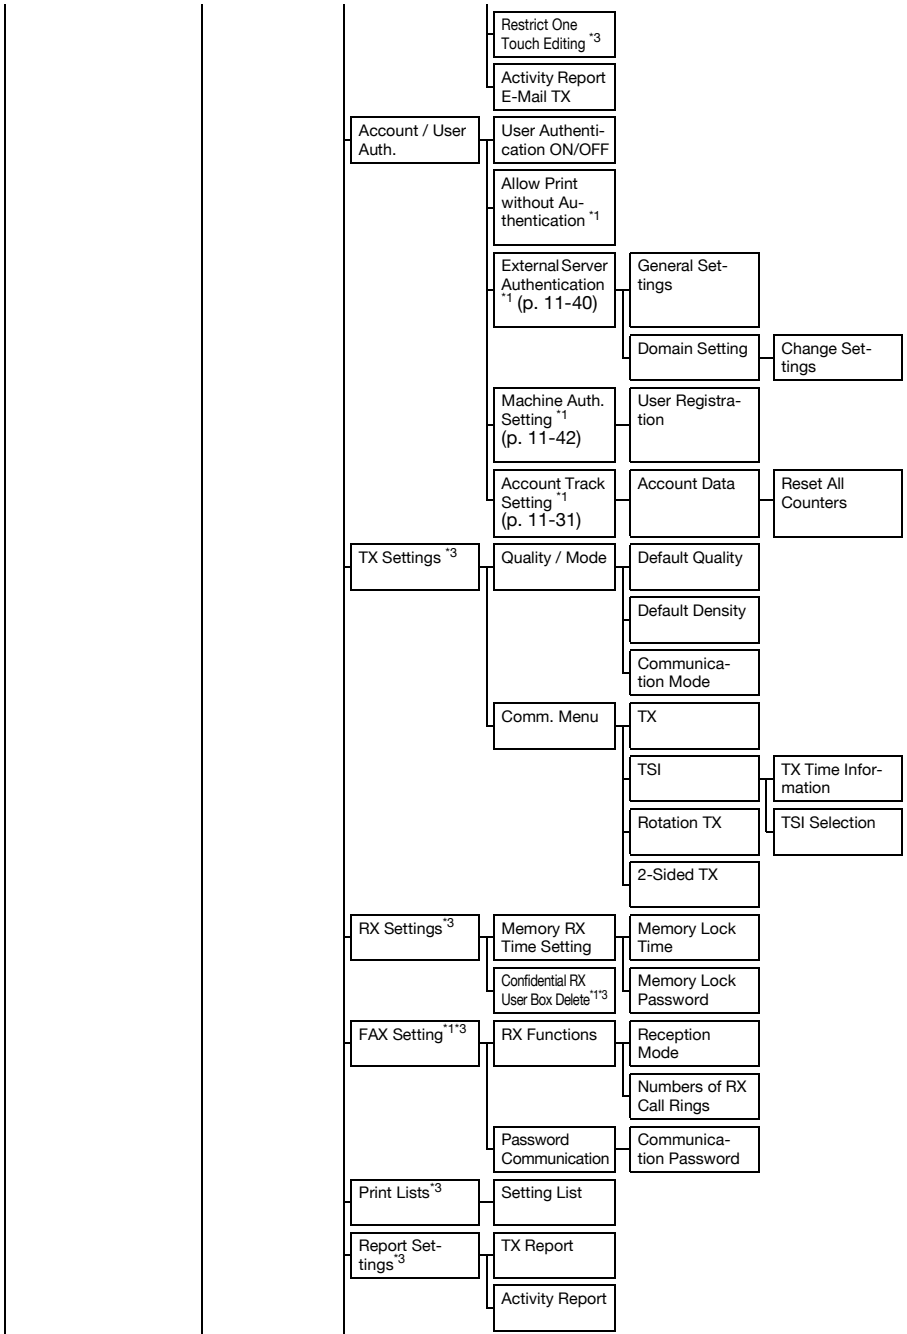 Restrict One
Touch Editing *3
Activity Report
E-Mail TX
Account / User
Auth.
User Authenti-
cation ON/OFF
Allow Print
without Au-
thentication *1
External Server
Authentication
*1 (p. 11-40)
General Set-
tings
Domain Setting
Change Set-
tings
Machine Auth.
Setting *1
(p. 11-42)
User Registra-
tion
Account Track
Setting *1
(p. 11-31)
Account Data
Reset All
Counters
TX Settings *3
Quality / Mode
Default Quality
Default Density
Communica-
tion Mode
Comm. Menu
TX
TSI
TX Time Infor-
mation
TSI Selection
Rotation TX
2-Sided TX
RX Settings*3
Memory RX
Time Setting
Memory Lock
Time
Confidential RX
User Box Delete*1*3
Memory Lock
Password
FAX Setting*1*3
RX Functions
Reception
Mode
Numbers of RX
Call Rings
Password
Communication
Communica-
tion Password
Print Lists*3
Setting List
Report Set-
tings*3
TX Report
Activity Report